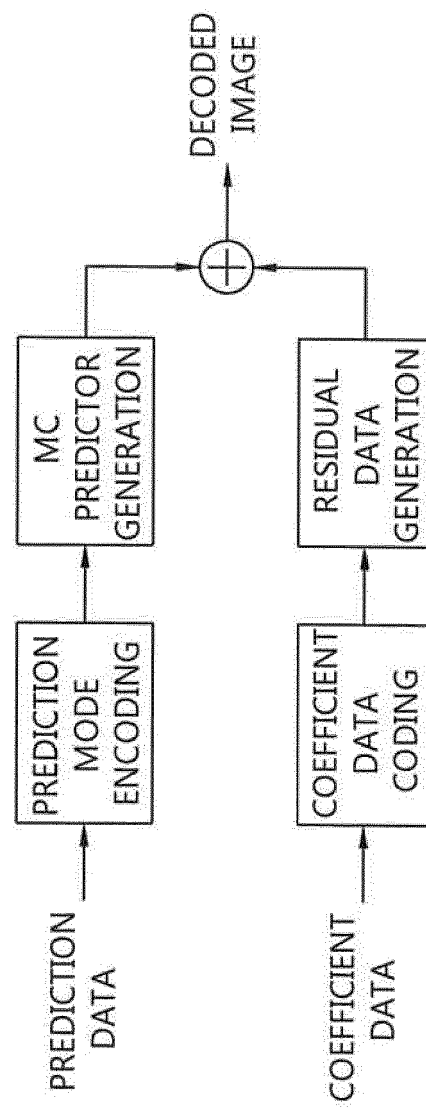 PREDICTION
DATA
PREDICTION
MODE
ENCODING
MC
PREDICTOR
GENERATION
DECODED
IMAGE
COEFFICIENT
DATA
COEFFICIENT
DATA
CODING
RESIDUAL
DATA
GENERATION